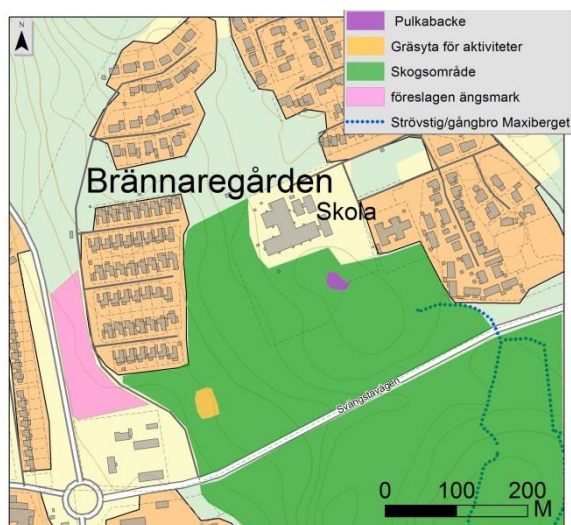 N
Pulkabacke
Gräsyta för aktiviteter
Skogsområde
föreslagen ängsmark
Strövstig/gångbro Maxiberget
Brännaregården
Skola
Svängstavägen
0 100 200
M